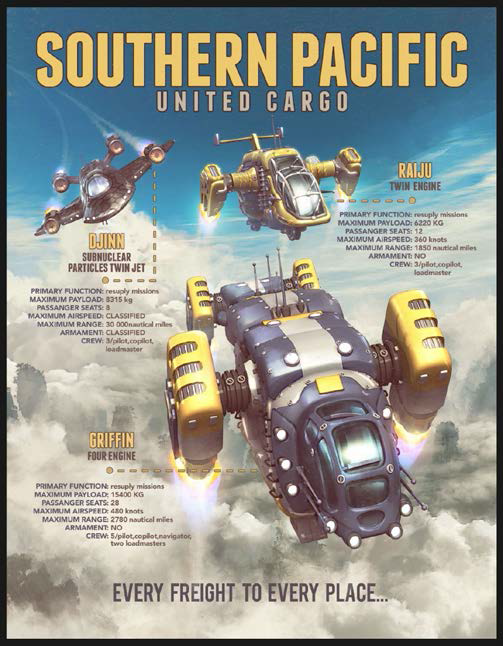 SOUTHERN PACIFIC
UNITED CARGO
RAIJU
TWIN ENGINE
PRIMARY FUNCTION: resuply missions
MAXIMUM PAYLOAD: 6220 KG
PASSENGER SEATS: 12
MAXIMUM AIRSPEED: 360 knots
MAXIMUM RANGE: 1850 nautical miles
ARMAMENT: NO
CREW: 3/pilot,copilot,
loadmaster
DJINN
SUBNUCLEAR
PARTICLES TWIN JET
PRIMARY FUNCTION: resuply missions
MAXIMUM PAYLOAD: 8315 kg
PASSANGER SEATS: 8
MAXIMUM AIRSPEED: CLASSIFIED
MAXIMUM RANGE: 30 000nautical miles
ARMAMENT: CLASSIFIED
CREW: 3/pilot,copilot,
loadmaster
GRIFFIN
FOUR ENGINE
PRIMARY FUNCTION: resuply missions
MAXIMUM PAYLOAD: 15400 KG
PASSENGER SEATS: 28
MAXIMUM AIRSPEED: 480 knots
MAXIMUM RANGE: 2780 nautical miles
ARMAMENT: NO
CREW: 5/pilot,copilot,navigator,
two loadmasters
EVERY FREIGHT TO EVERY PLACE...